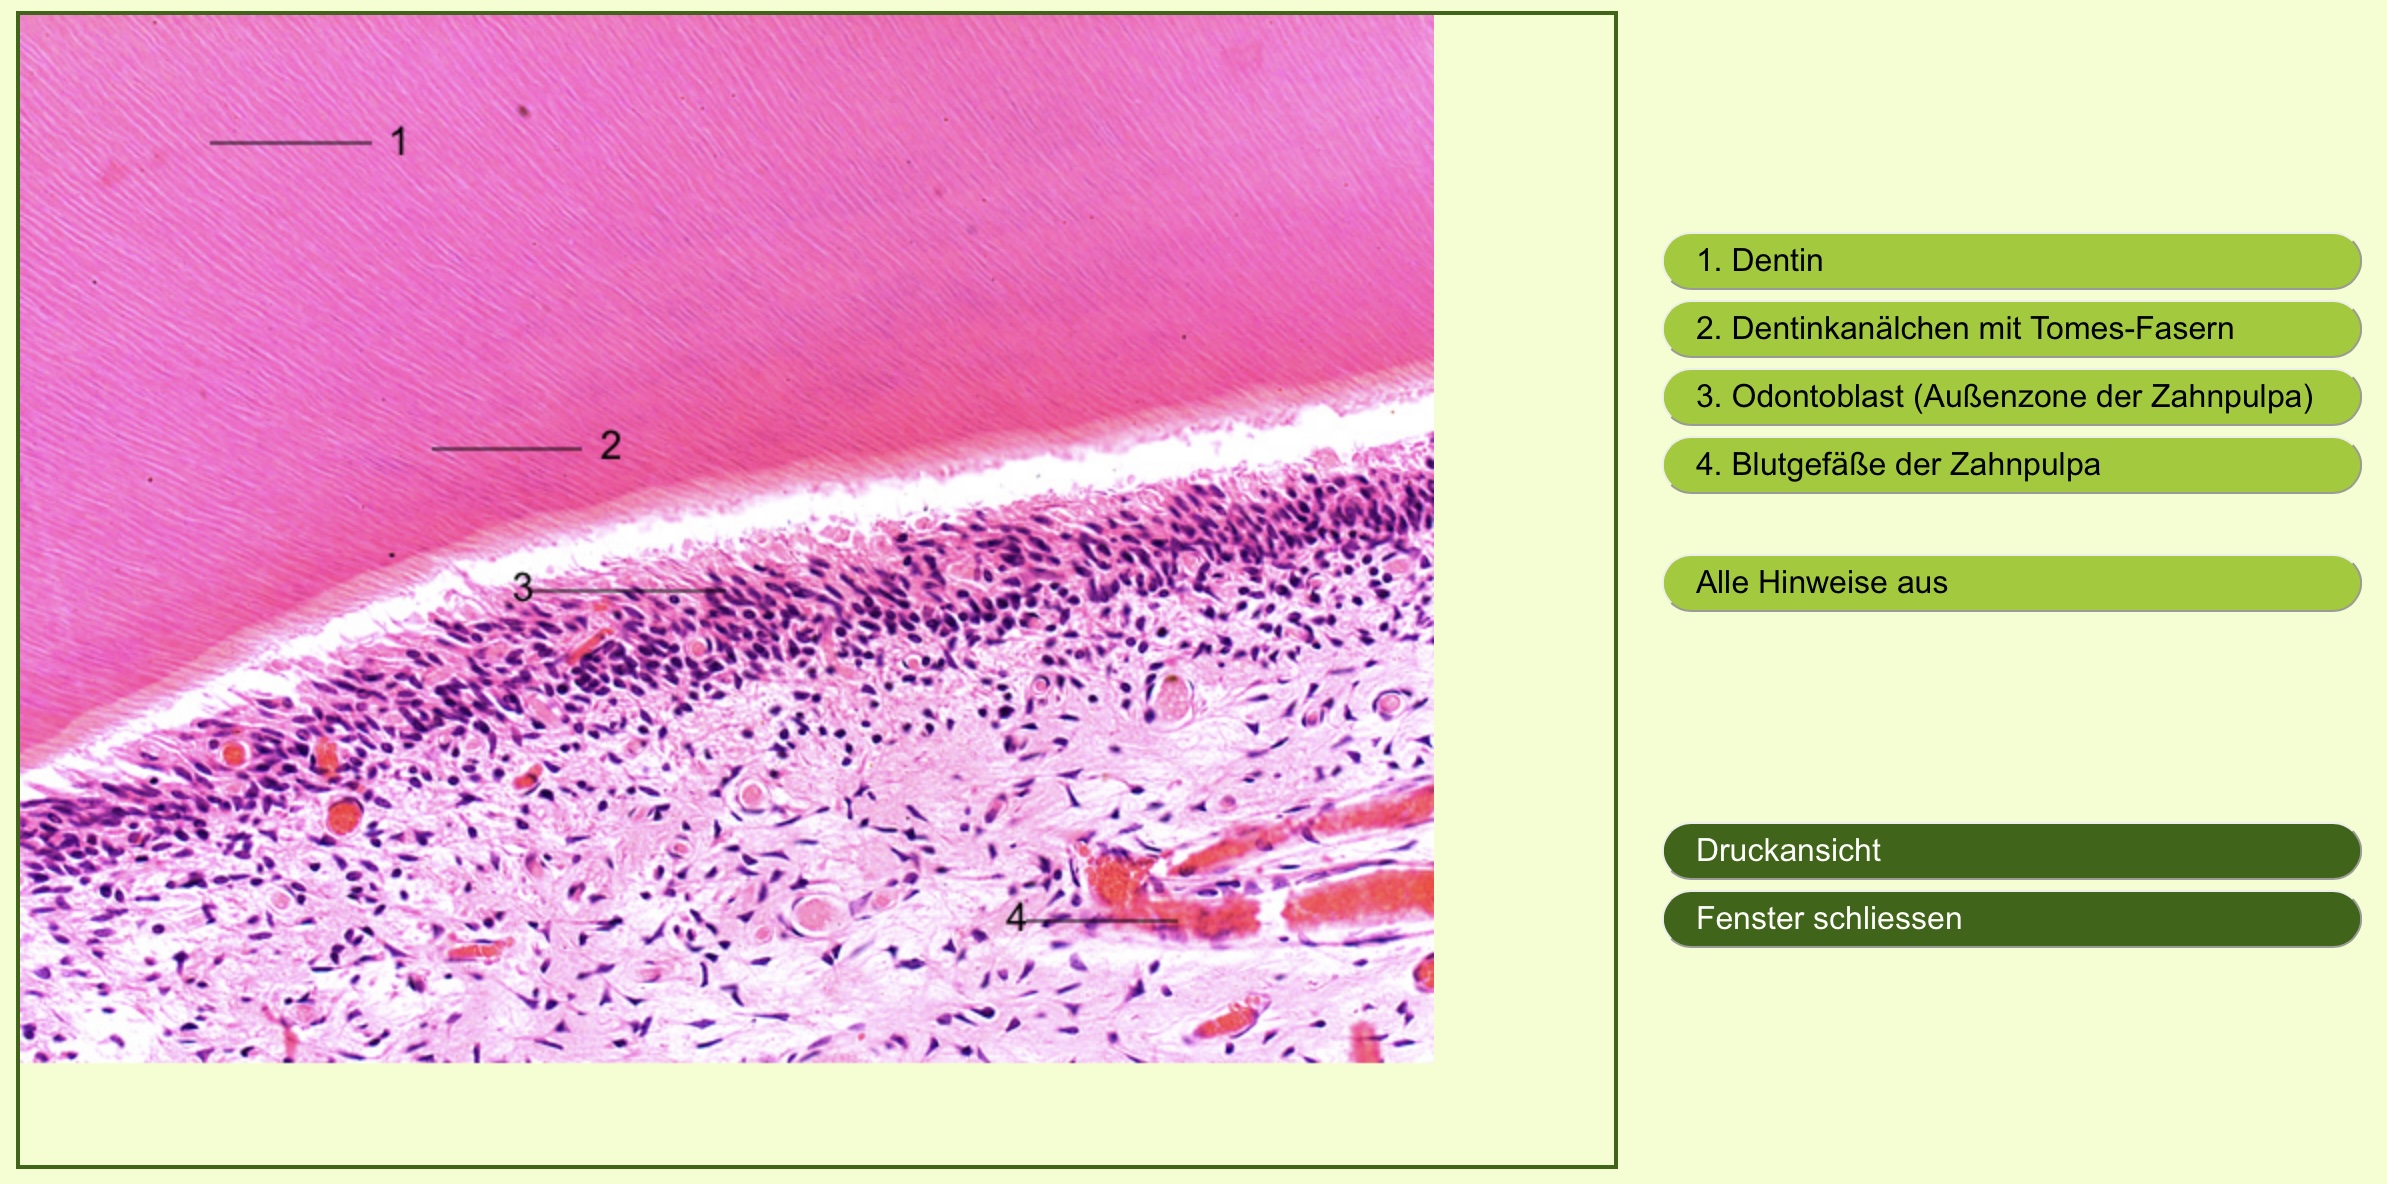 1
2
3
4
1. Dentin
2. Dentinkanälchen mit Tomes-Fasern
3. Odontoblast (Außenzone der Zahnpulpa)
4. Blutgefäße der Zahnpulpa
Alle Hinweise aus
Druckansicht
Fenster schliessen